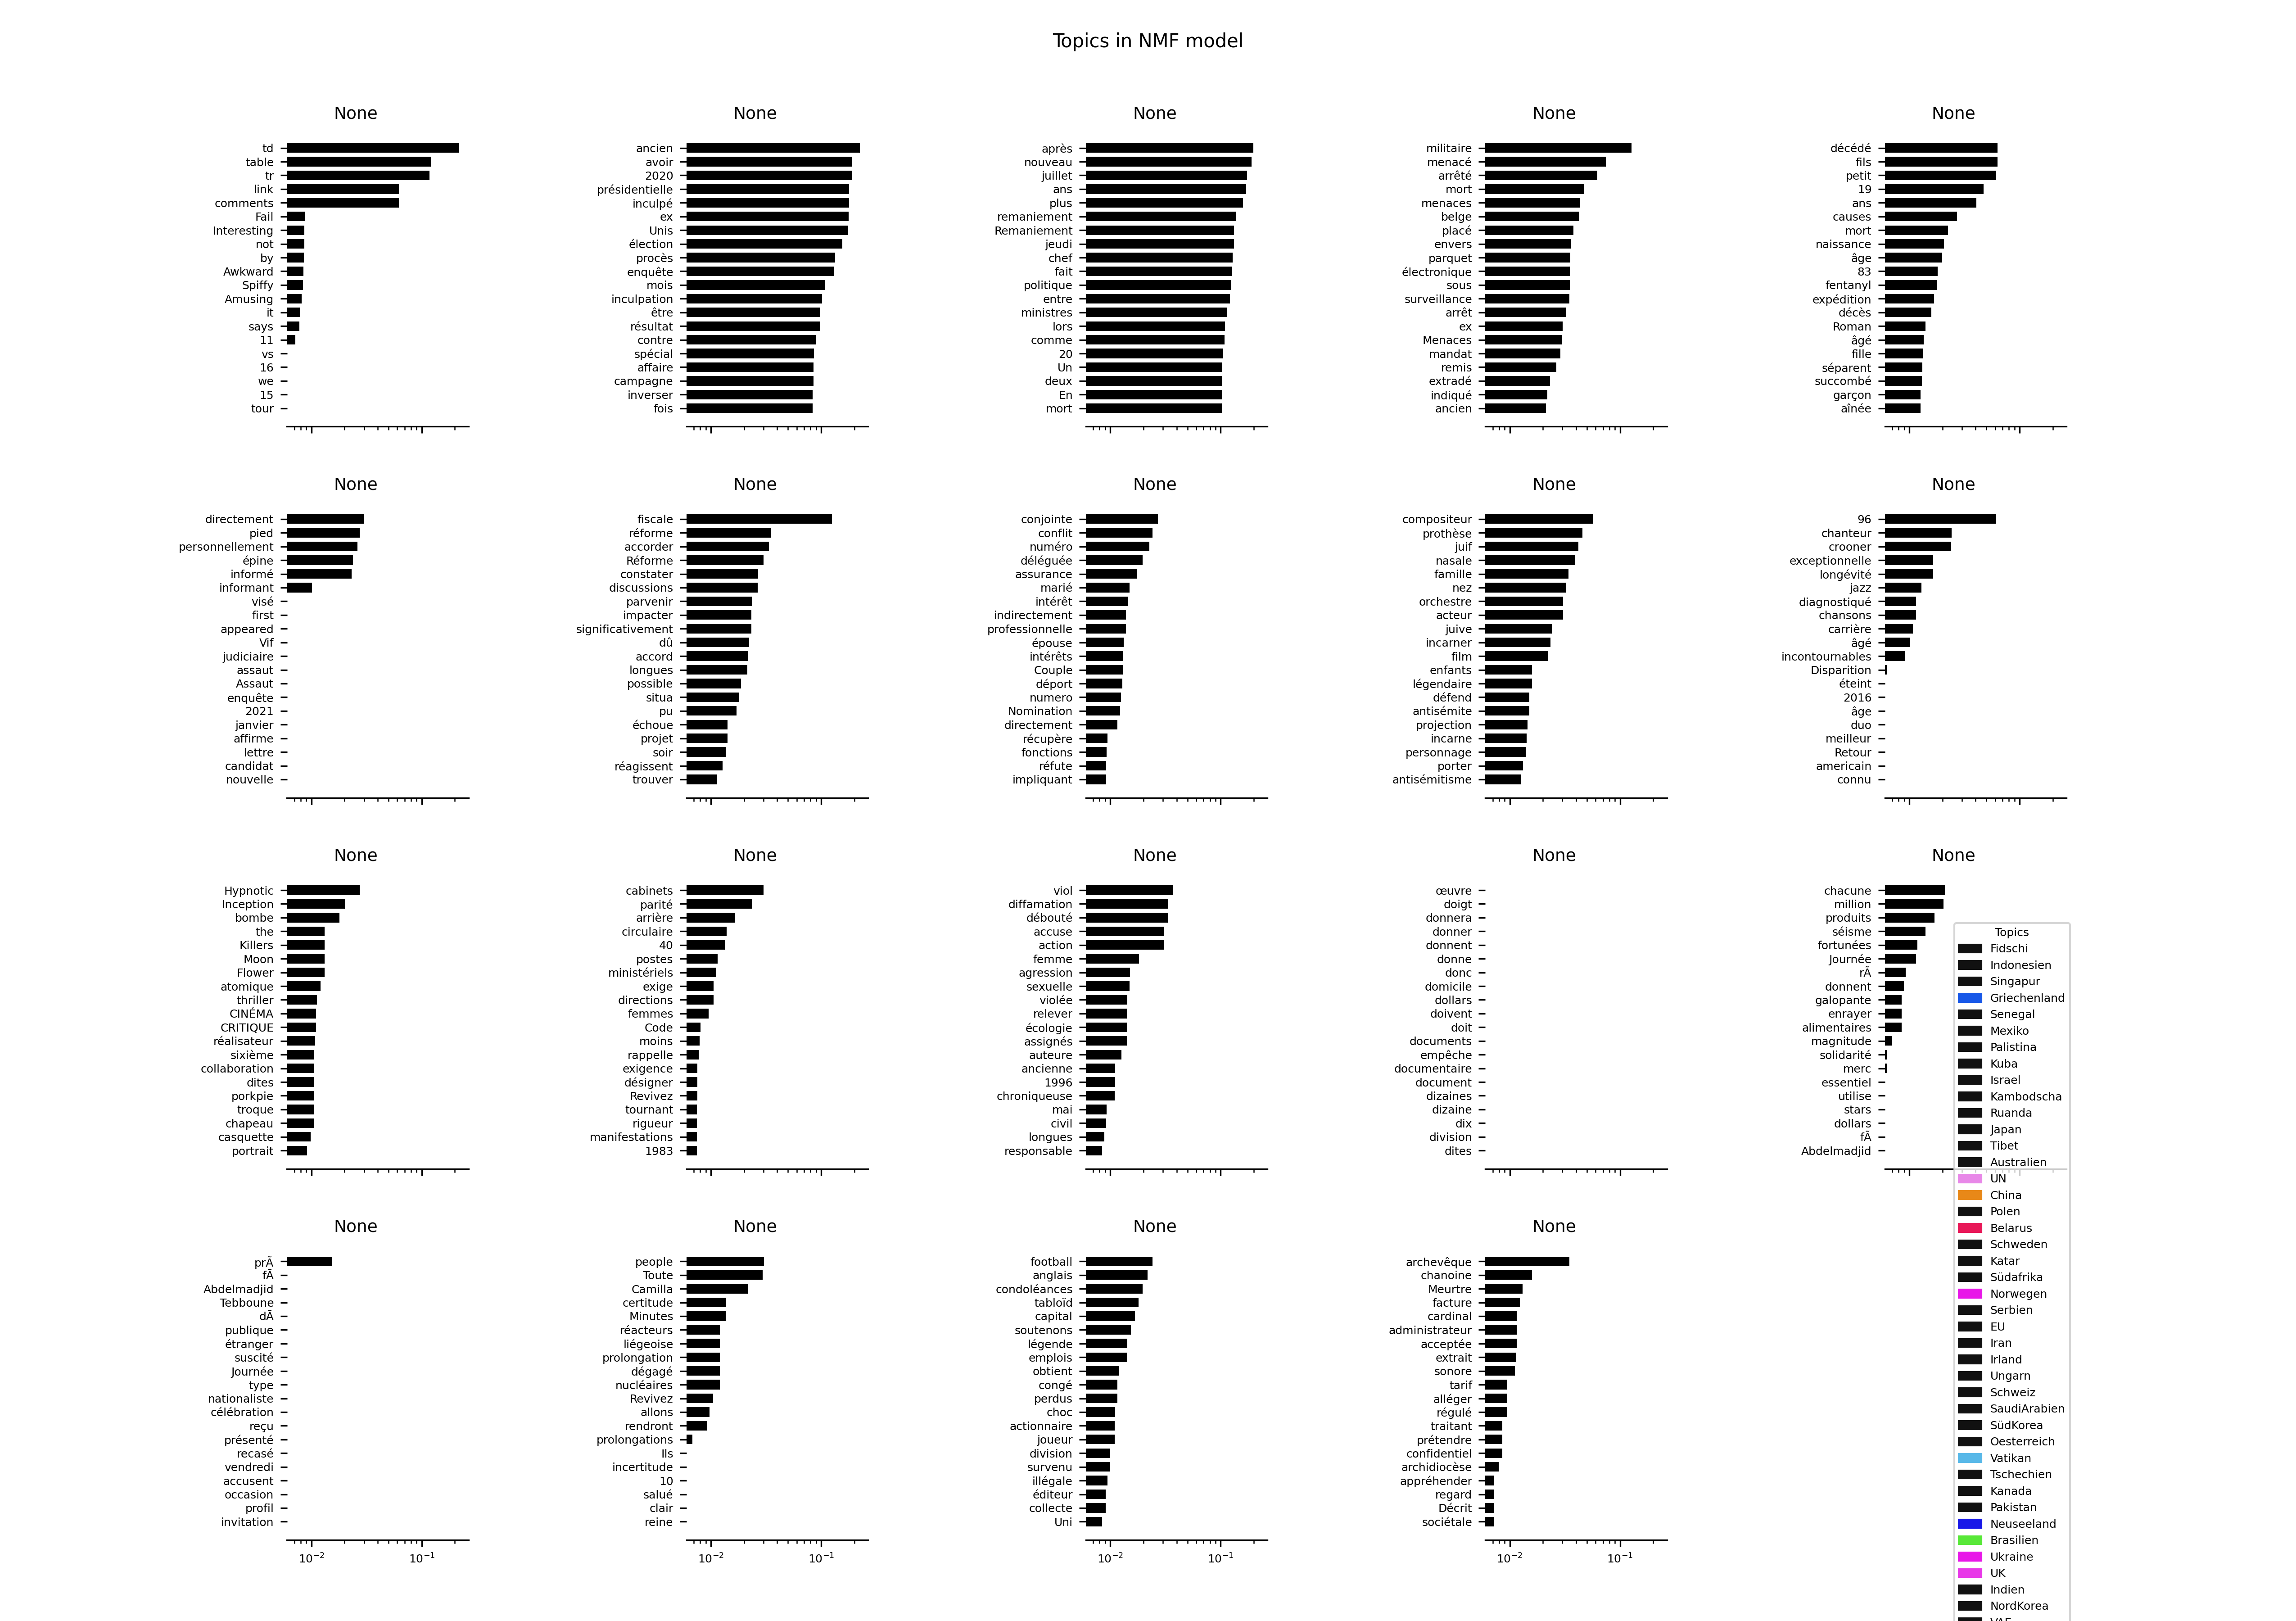 Topics in NMF model
None
td
table
tr
link
comments
Fail
Interesting
not
by
Awkward
Spiffy
Amusing
it
says
11
vs
16
we
15
tour
None
ancien
avoir
2020
présidentielle
inculpé
ex
Unis
élection
procès
enquête
mois
inculpation
être
résultat
contre
spécial
affaire
campagne
inverser
fois
None
après
nouveau
juillet
ans
plus
remaniement
Remaniement
jeudi
chef
fait
politique
entre
ministres
lors
comme
20
Un
deux
En
mort
None
militaire
menacé
arrêté
mort
menaces
belge
placé
envers
parquet
électronique
sous
surveillance
arrêt
ex
Menaces
mandat
remis
extradé
indiqué
ancien
None
décédé
fils
petit
19
ans
causes
mort
naissance
âge
83
fentanyl
expédition
décès
Roman
âgé
fille
séparent
succombé
garçon
aînée
None
directement
pied
personnellement
épine
informé
informant
visé
first
appeared
Vif
judiciaire
assaut
Assaut
enquête
2021
janvier
affirme
lettre
candidat
nouvelle
None
fiscale
réforme
accorder
Réforme
constater
discussions
parvenir
impacter
significativement
dû
accord
longues
possible
situa
pu
échoue
projet
soir
réagissent
trouver
None
conjointe
conflit
numéro
déléguée
assurance
marié
intérêt
indirectement
professionnelle
épouse
intérêts
Couple
déport
numero
Nomination
directement
récupère
fonctions
réfute
impliquant
None
compositeur
prothèse
juif
nasale
famille
nez
orchestre
acteur
juive
incarner
film
enfants
légendaire
défend
antisémite
projection
incarne
personnage
porter
antisémitisme
None
96
chanteur
crooner
exceptionnelle
longévité
jazz
diagnostiqué
chansons
carrière
âgé
incontournables
Disparition
éteint
2016
âge
duo
meilleur
Retour
americain
connu
None
Hypnotic
Inception
bombe
the
Killers
Moon
Flower
atomique
thriller
CINÉMA
CRITIQUE
réalisateur
sixième
collaboration
dites
porkpie
troque
chapeau
casquette
portrait
None
cabinets
parité
arrière
circulaire
40
postes
ministériels
exige
directions
femmes
Code
moins
rappelle
exigence
désigner
Revivez
tournant
rigueur
manifestations
1983
None
viol
diffamation
débouté
accuse
action
femme
agression
sexuelle
violée
relever
écologie
assignés
auteure
ancienne
1996
chroniqueuse
mai
civil
longues
responsable
None
œuvre
doigt
donnera
donner
donnent
donne
donc
domicile
dollars
doivent
doit
documents
empêche
documentaire
document
dizaines
dizaine
dix
division
dites
None
chacune
million
produits
séisme
fortunées
Journée
rÃ
donnent
galopante
enrayer
alimentaires
magnitude
solidarité
merc
essentiel
utilise
stars
dollars
fÃ
Abdelmadjid
None
prÃ
fÃ
Abdelmadjid
Tebboune
dÃ
publique
étranger
suscité
Journée
type
nationaliste
célébration
reçu
présenté
recasé
vendredi
accusent
occasion
profil
invitation
10⁻² 10⁻¹
None
people
Toute
Camilla
certitude
Minutes
réacteurs
liégeoise
prolongation
dégagé
nucléaires
Revivez
allons
rendront
prolongations
Ils
incertitude
10
salué
clair
reine
10⁻² 10⁻¹
None
football
anglais
condoléances
tabloïd
capital
soutenons
légende
emplois
obtient
congé
perdus
choc
actionnaire
joueur
division
survenu
illégale
éditeur
collecte
Uni
10⁻² 10⁻¹
None
archevêque
chanoine
Meurtre
facture
cardinal
administrateur
acceptée
extrait
sonore
tarif
alléger
régulé
traitant
prétendre
confidentiel
archidiocèse
appréhender
regard
Décrit
sociétale
10⁻² 10⁻¹
Topics
Fidschi
Indonesien
Singapur
Griechenland
Senegal
Mexiko
Palistina
Kuba
Israel
Kambodscha
Ruanda
Japan
Tibet
Australien
UN
China
Polen
Belarus
Schweden
Katar
Südafrika
Norwegen
Serbien
EU
Iran
Irland
Ungarn
Schweiz
SaudiArabien
SüdKorea
Oesterreich
Vatikan
Tschechien
Kanada
Pakistan
Neuseeland
Brasilien
Ukraine
UK
Indien
NordKorea